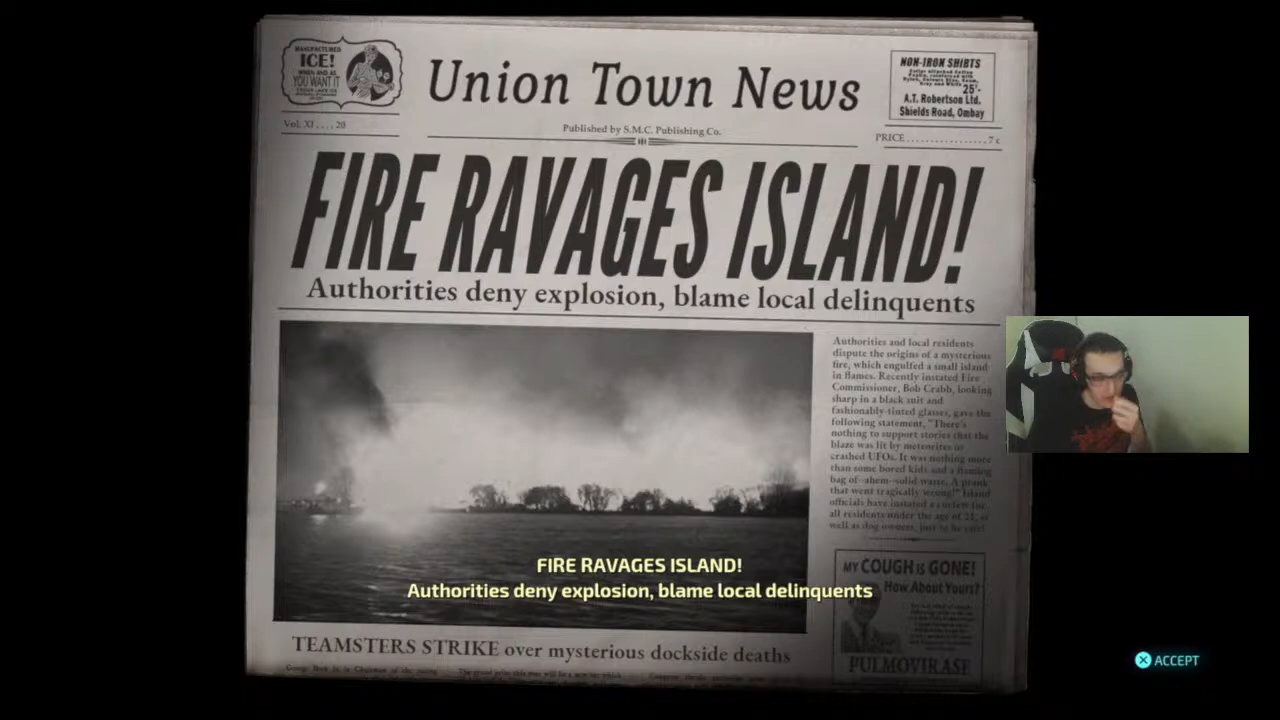 MANUFACTURED
ICE!
WHEN AND AS
YOU WANT IT
Union Town News
NON-IRON SHIRTS
25'-
A.T. Robertson Ltd.
Shields Road, Ombay
Vol. XI .... 20
Published by S.M.C. Publishing Co.
PRICE ................. 7¢
FIRE RAVAGES ISLAND!
Authorities deny explosion, blame local delinquents
Authorities and local residents
dispute the origins of a mysterious
fire, which engulfed a small island
in flames. Recently instated Fire
Commissioner, Bob Crabb, looking
sharp in a black suit and
fashionably-tinted glasses, gave the
following statement, "There's
nothing to support stories that the
blaze was lit by meteorites or
crashed UFOs. It was nothing more
than some bored kids and a flaming
bag of--ahem--solid waste. A prank
that went tragically wrong!" Island
officials have instated a curfew for
all residents under the age of 21, as
well as dog owners, just to be safe!
MY COUGH IS GONE!
How About Yours?
PULMOVIRASE
FIRE RAVAGES ISLAND!
Authorities deny explosion, blame local delinquents
TEAMSTERS STRIKE over mysterious dockside deaths
ACCEPT